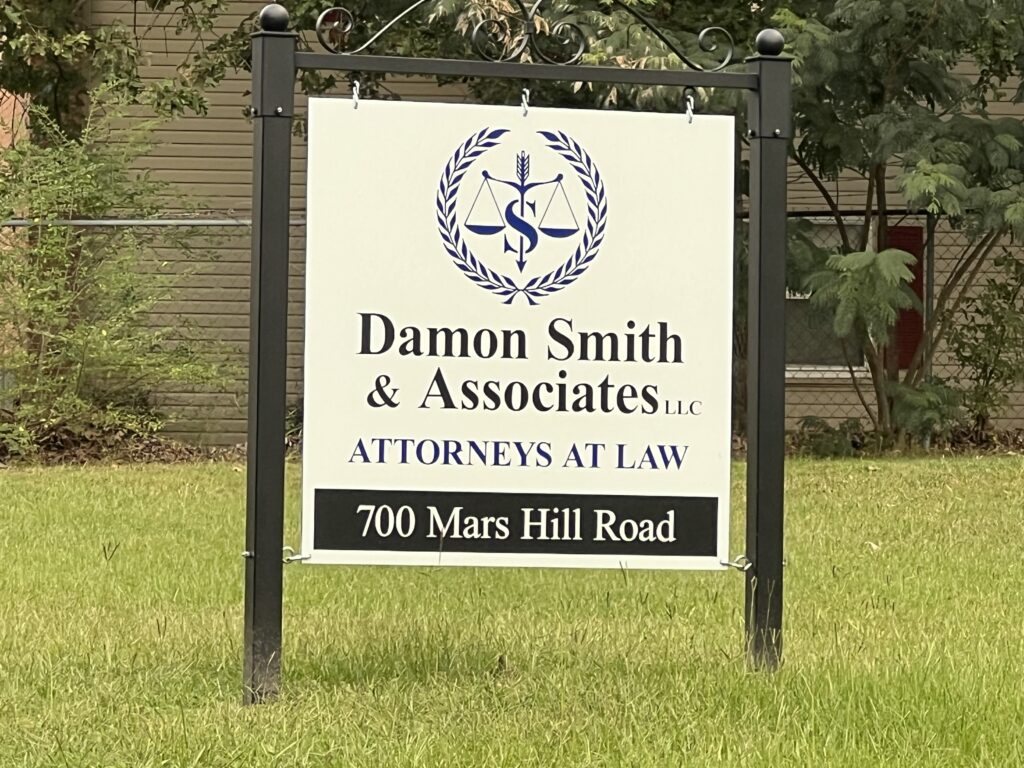 S
Damon Smith
& Associates LLC
ATTORNEYS AT LAW
700 Mars Hill Road